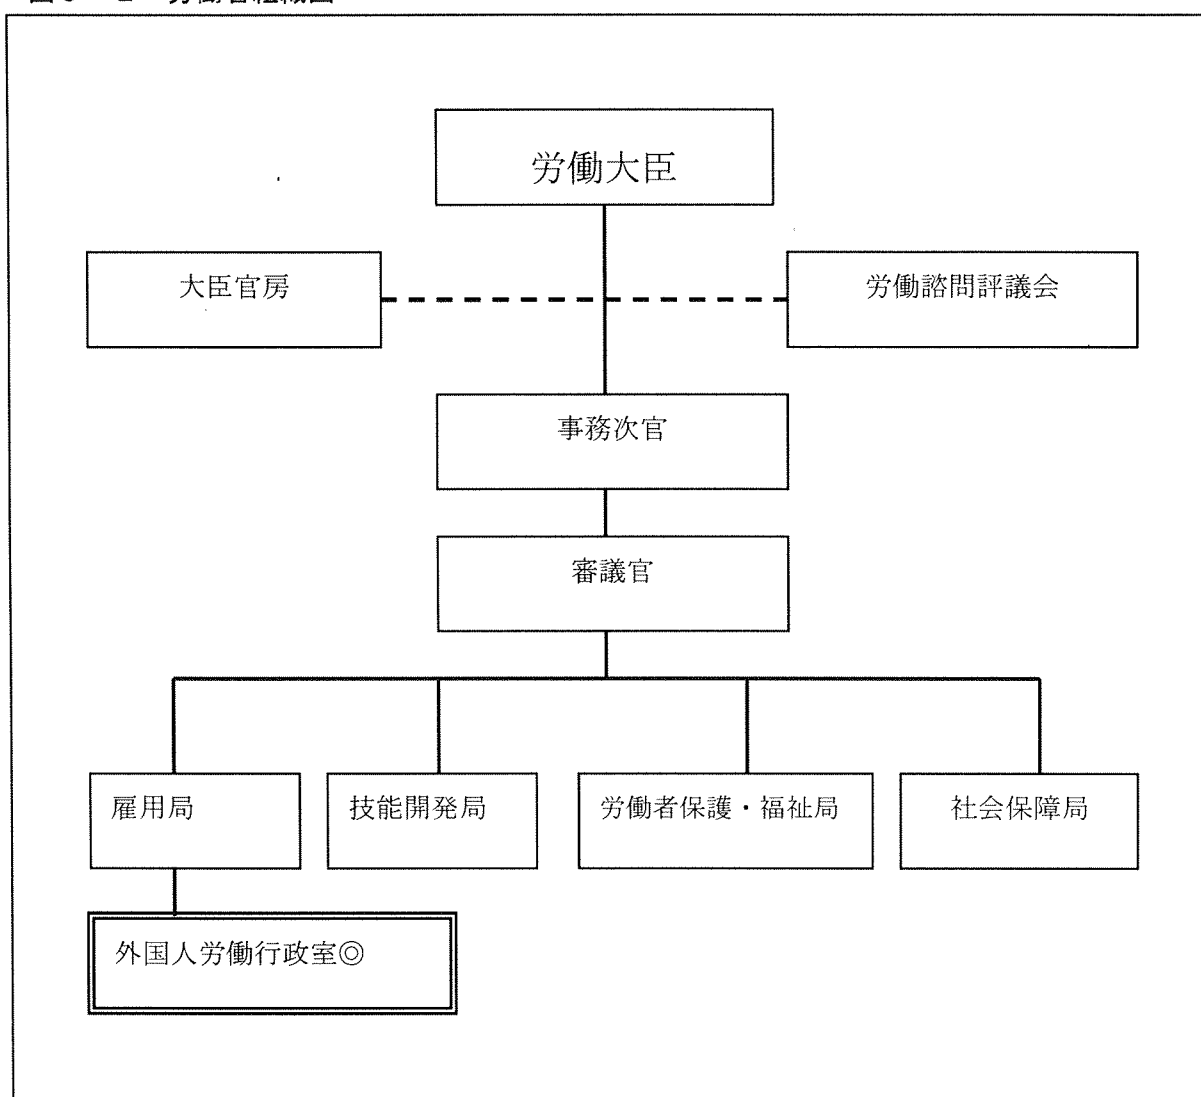 労働大臣
大臣官房
労働諮問評議会
事務次官
審議官
雇用局
技能開発局
労働者保護・福祉局
社会保障局
外国人労働行政室◎